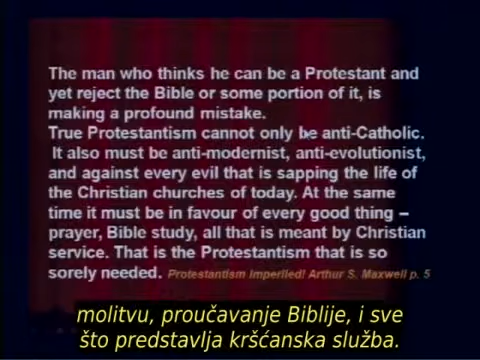 The man who thinks he can be a Protestant and
yet reject the Bible or some portion of it, is
making a profound mistake.
True Protestantism cannot only be anti-Catholic.
It also must be anti-modernist, anti-evolutionist,
and against every evil that is sapping the life of
the Christian churches of today. At the same
time it must be in favour of every good thing –
prayer, Bible study, all that is meant by Christian
service. That is the Protestantism that is so
sorely needed. Protestantism Imperiled! Arthur S. Maxwell p. 5
molitvu, proučavanje Biblije, i sve
što predstavlja kršćanska služba.